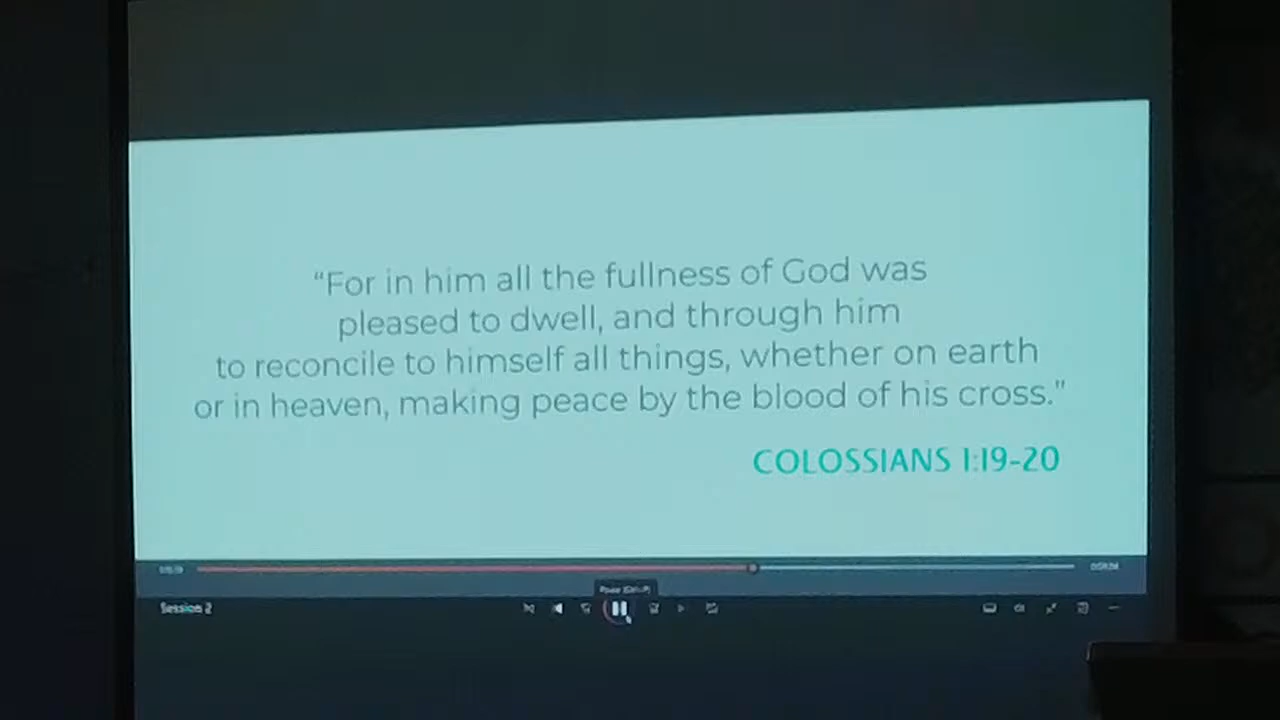 “For in him all the fullness of God was
pleased to dwell, and through him
to reconcile to himself all things, whether on earth
or in heaven, making peace by the blood of his cross."
COLOSSIANS 1:19-20
Pause (Ctrl+P)
Session 2